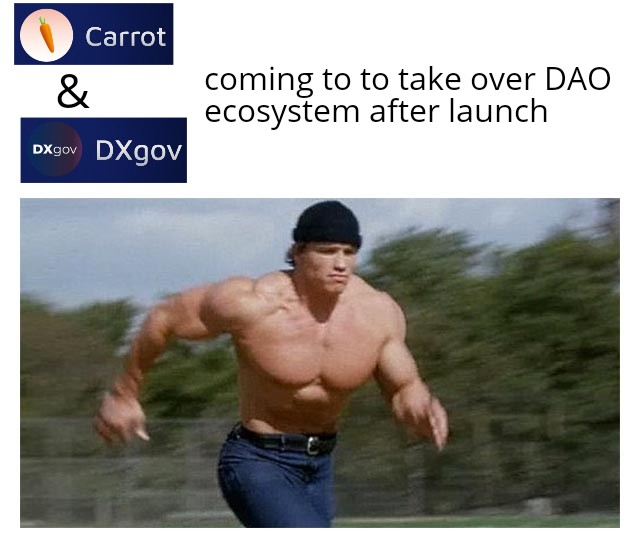 Carrot
&
DXgov DXgov
coming to to take over DAO
ecosystem after launch